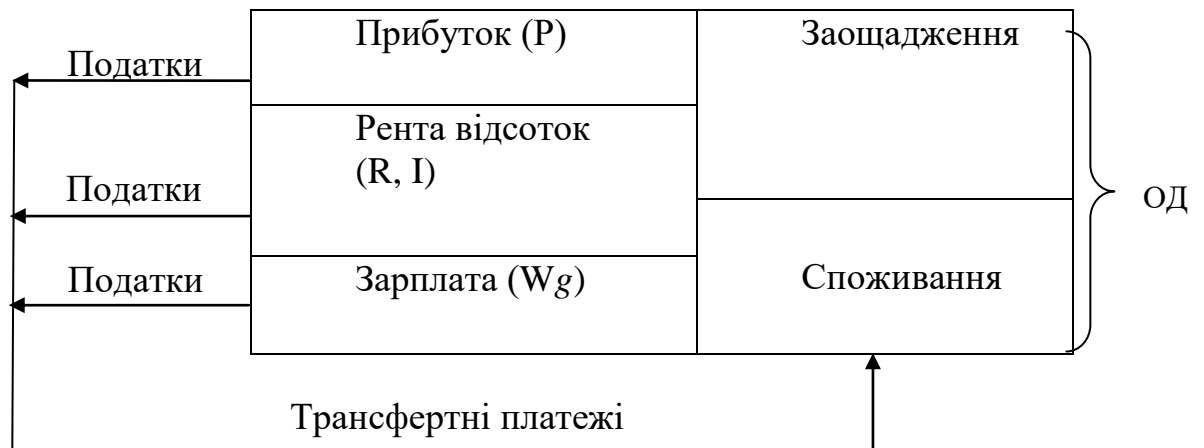 Прибуток (P)
Заощадження
Податки
Рента відсоток
(R, I)
Податки
ОД
Податки
Зарплата (Wg)
Споживання
Трансфертні платежі